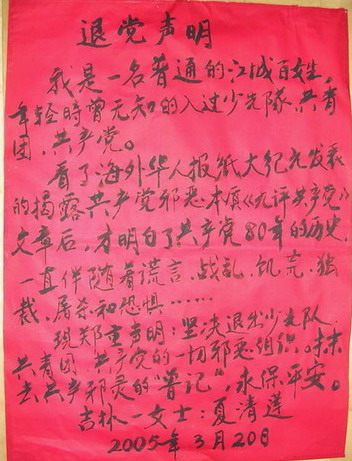 退党声明
我是一名普通的江城百姓,
年轻時曾无知的入过少先隊,共青
团,共产党。
看了海外华人报紙大纪元发表
的揭露共产党邪恶本质《九评共产党》
文章后,才明白了共产党80年的历史,
一直伴随着谎言、战乱、饥荒、独
裁、屠杀和恐惧……
現郑重声明:坚决退出少先队、
共青团、共产党的一切邪恶组织。抹
去共产邪灵的“兽记”,永保平安。
吉林一女士:夏清莲
2005年3月20日